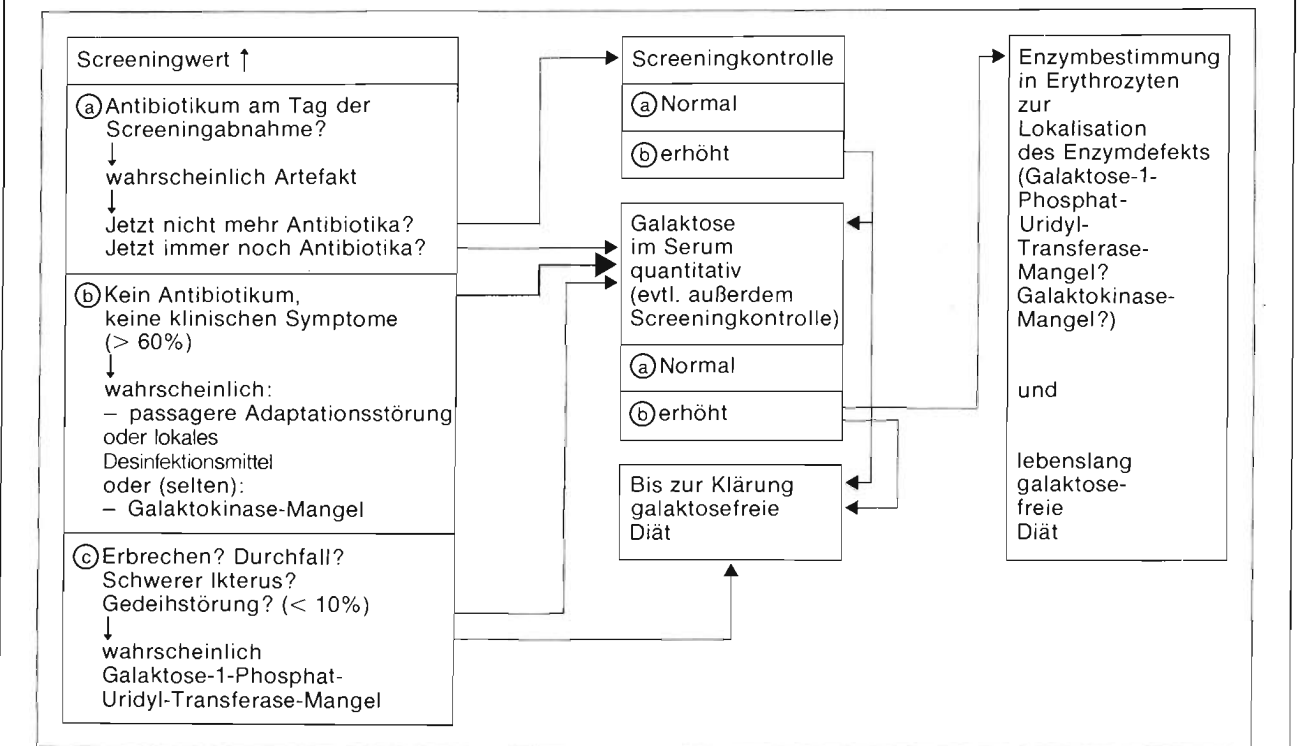 Screeningwert ↑
ⓐ Antibiotikum am Tag der
Screeningabnahme?
↓
wahrscheinlich Artefakt
↓
Jetzt nicht mehr Antibiotika?
Jetzt immer noch Antibiotika?
ⓑ Kein Antibiotikum,
keine klinischen Symptome
(> 60%)
↓
wahrscheinlich:
– passagere Adaptationsstörung
oder lokales
Desinfektionsmittel
oder (selten):
– Galaktokinase-Mangel
ⓒ Erbrechen? Durchfall?
Schwerer Ikterus?
Gedeihstörung? (< 10%)
↓
wahrscheinlich
Galaktose-1-Phosphat-
Uridyl-Transferase-Mangel
Screeningkontrolle
ⓐ Normal
ⓑ erhöht
Galaktose
im Serum
quantitativ
(evtl. außerdem
Screeningkontrolle)
ⓐ Normal
ⓑ erhöht
Bis zur Klärung
galaktosefreie
Diät
Enzymbestimmung
in Erythrozyten
zur
Lokalisation
des Enzymdefekts
(Galaktose-1-
Phosphat-
Uridyl-
Transferase-
Mangel?
Galaktokinase-
Mangel?)
und
lebenslang
galaktose-
freie
Diät